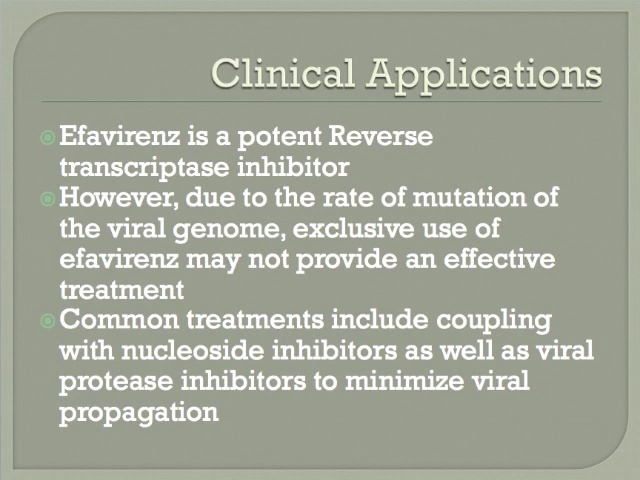 Clinical Applications
Efavirenz is a potent Reverse
transcriptase inhibitor
However, due to the rate of mutation of
the viral genome, exclusive use of
efavirenz may not provide an effective
treatment
Common treatments include coupling
with nucleoside inhibitors as well as viral
protease inhibitors to minimize viral
propagation